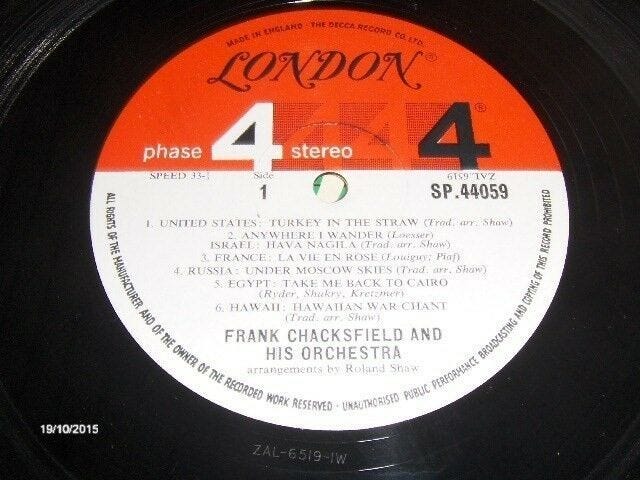 MADE IN ENGLAND · THE DECCA RECORD CO. LTD.
LONDON®
phase 4 stereo 4®
SPEED 33-⅓ Side ZAL.6519
1 SP.44059
1. UNITED STATES: TURKEY IN THE STRAW (Trad. arr. Shaw)
2. ANYWHERE I WANDER (Loesser)
ISRAEL: HAVA NAGILA (Trad. arr. Shaw)
3. FRANCE: LA VIE EN ROSE (Louiguy; Piaf)
4. RUSSIA: UNDER MOSCOW SKIES (Trad. arr. Shaw)
5. EGYPT: TAKE ME BACK TO CAIRO
(Ryder, Shakry, Kretzmer)
6. HAWAII: HAWAIIAN WAR-CHANT
(Trad. arr. Shaw)
FRANK CHACKSFIELD AND
HIS ORCHESTRA
arrangements by Roland Shaw
ALL RIGHTS OF THE MANUFACTURER, AND OF THE OWNER OF THE RECORDED WORK RESERVED · UNAUTHORISED PUBLIC PERFORMANCE BROADCASTING AND COPYING OF THIS RECORD PROHIBITED
19/10/2015
ZAL-6519-1W